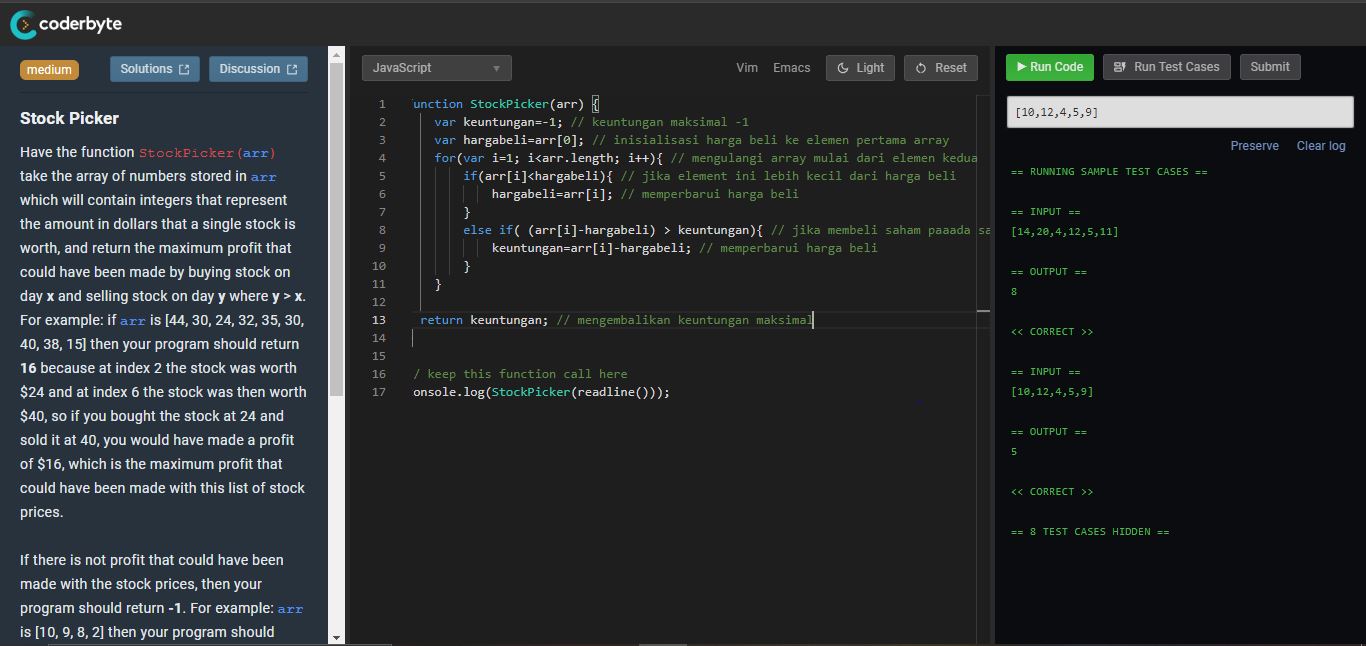 coderbyte
medium
Solutions
Discussion
Stock Picker
Have the function StockPicker(arr)
take the array of numbers stored in arr
which will contain integers that represent
the amount in dollars that a single stock is
worth, and return the maximum profit that
could have been made by buying stock on
day x and selling stock on day y where y > x.
For example: if arr is [44, 30, 24, 32, 35, 30,
40, 38, 15] then your program should return
16 because at index 2 the stock was worth
$24 and at index 6 the stock was then worth
$40, so if you bought the stock at 24 and
sold it at 40, you would have made a profit
of $16, which is the maximum profit that
could have been made with this list of stock
prices.
If there is not profit that could have been
made with the stock prices, then your
program should return -1. For example: arr
is [10, 9, 8, 2] then your program should
JavaScript
Vim
Emacs
Light
Reset
1 unction StockPicker(arr) {
2 var keuntungan=-1; // keuntungan maksimal -1
3 var hargabeli=arr[0]; // inisialisasi harga beli ke elemen pertama array
4 for(var i=1; i<arr.length; i++){ // mengulangi array mulai dari elemen kedua
5 if(arr[i]<hargabeli){ // jika element ini lebih kecil dari harga beli
6 hargabeli=arr[i]; // memperbarui harga beli
7 }
8 else if( (arr[i]-hargabeli) > keuntungan){ // jika membeli saham paaada sa
9 keuntungan=arr[i]-hargabeli; // memperbarui harga beli
10 }
11 }
12
13 return keuntungan; // mengembalikan keuntungan maksimal
14
15
16 / keep this function call here
17 onsole.log(StockPicker(readline()));
Run Code
Run Test Cases
Submit
[10,12,4,5,9]
Preserve
Clear log
== RUNNING SAMPLE TEST CASES ==
== INPUT ==
[14,20,4,12,5,11]
== OUTPUT ==
8
<< CORRECT >>
== INPUT ==
[10,12,4,5,9]
== OUTPUT ==
5
<< CORRECT >>
== 8 TEST CASES HIDDEN ==